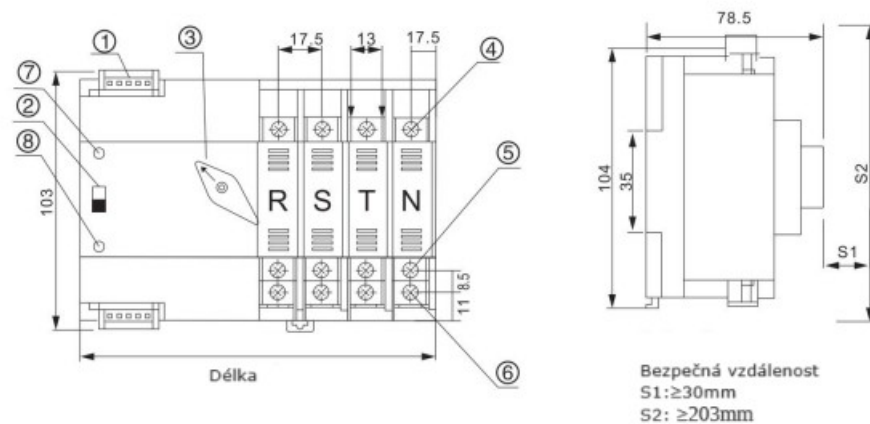 ① ③ 17.5 13 17.5 ④ 78.5
⑦
②
⑧
103
R S T N
⑤
8.5
11
⑥
Délka
104
35
S2
S1
Bezpečná vzdálenost
S1:≥30mm
S2: ≥203mm